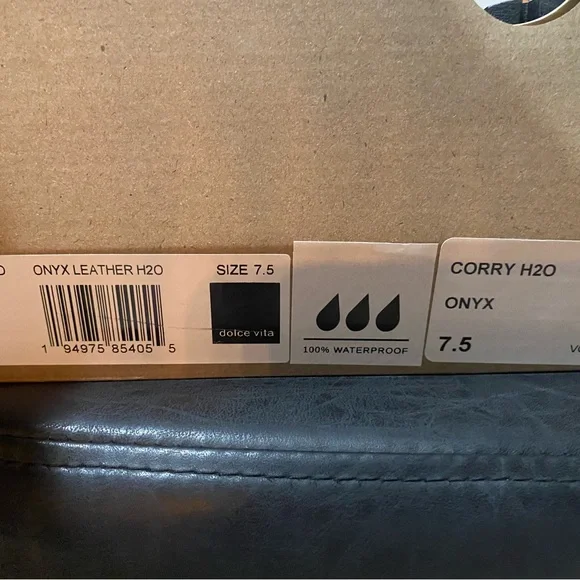 ONYX LEATHER H2O
SIZE 7.5
1 94975 85405 5
dolce vita
100% WATERPROOF
CORRY H2O
ONYX
7.5